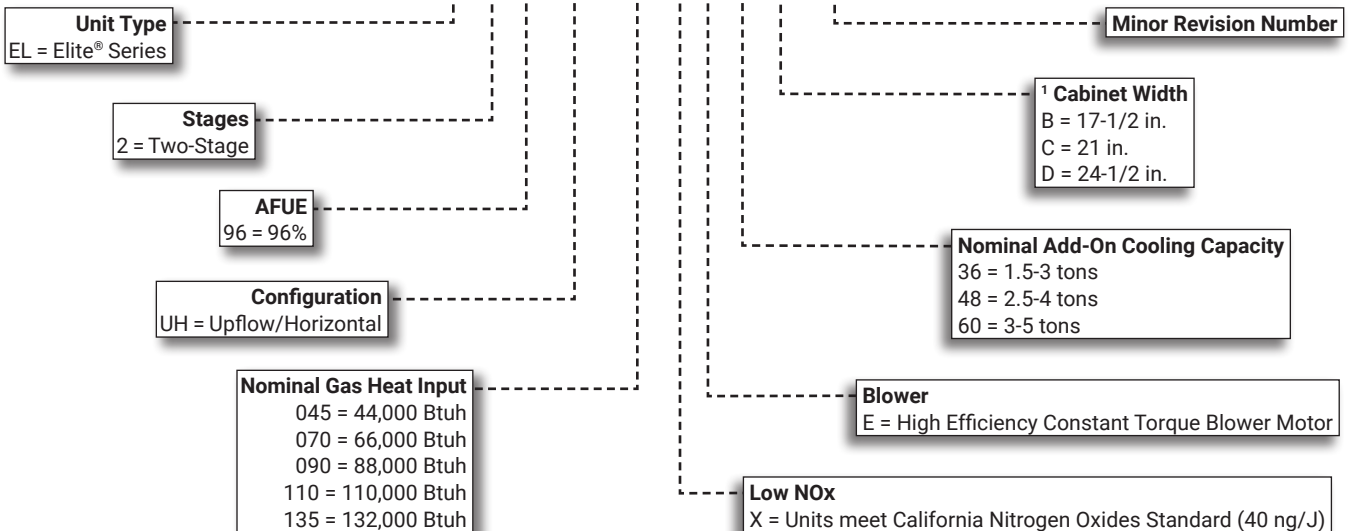 Unit Type
EL = Elite® Series
Stages
2 = Two-Stage
AFUE
96 = 96%
Configuration
UH = Upflow/Horizontal
Nominal Gas Heat Input
045 = 44,000 Btuh
070 = 66,000 Btuh
090 = 88,000 Btuh
110 = 110,000 Btuh
135 = 132,000 Btuh
Minor Revision Number
¹ Cabinet Width
B = 17-1/2 in.
C = 21 in.
D = 24-1/2 in.
Nominal Add-On Cooling Capacity
36 = 1.5-3 tons
48 = 2.5-4 tons
60 = 3-5 tons
Blower
E = High Efficiency Constant Torque Blower Motor
Low NOx
X = Units meet California Nitrogen Oxides Standard (40 ng/J)